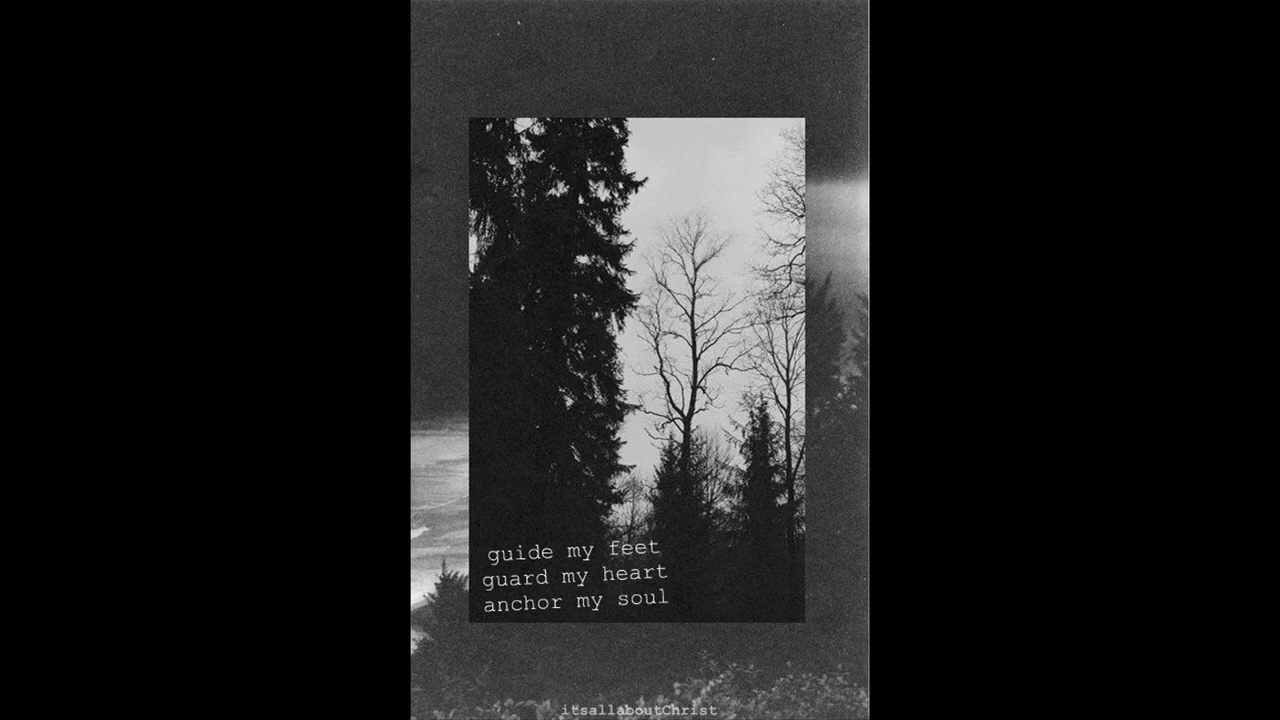 guide my feet
guard my heart
anchor my soul
itsallaboutChrist